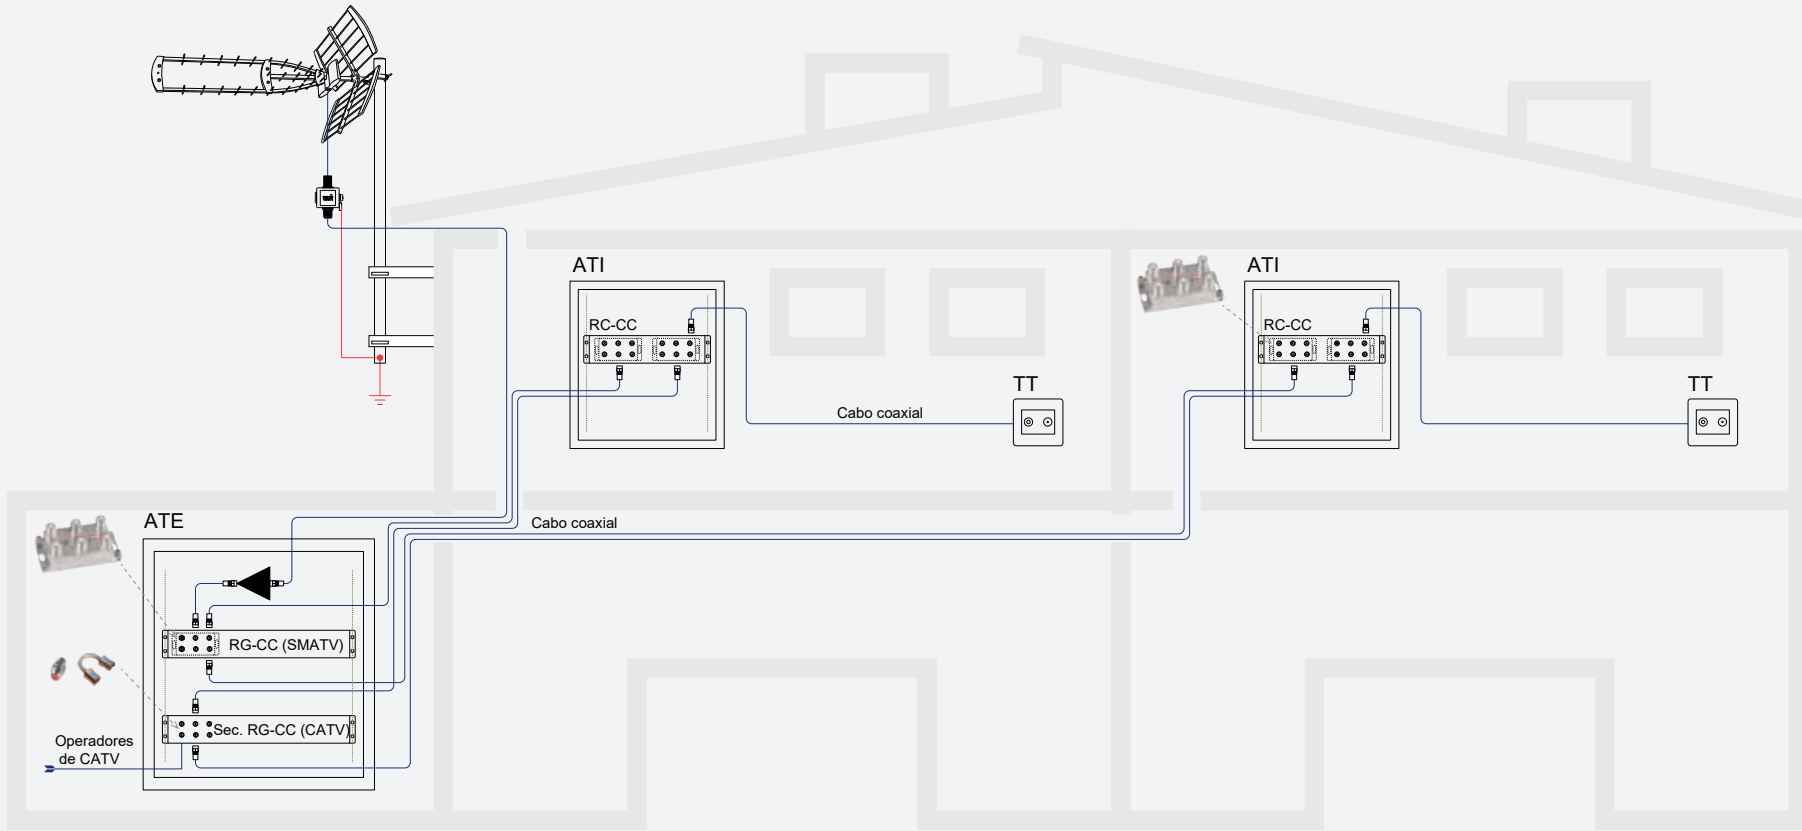 ATI
ATI
RC-CC
RC-CC
TT
TT
Cabo coaxial
ATE
Cabo coaxial
RG-CC (SMATV)
Sec. RG-CC (CATV)
Operadores
de CATV